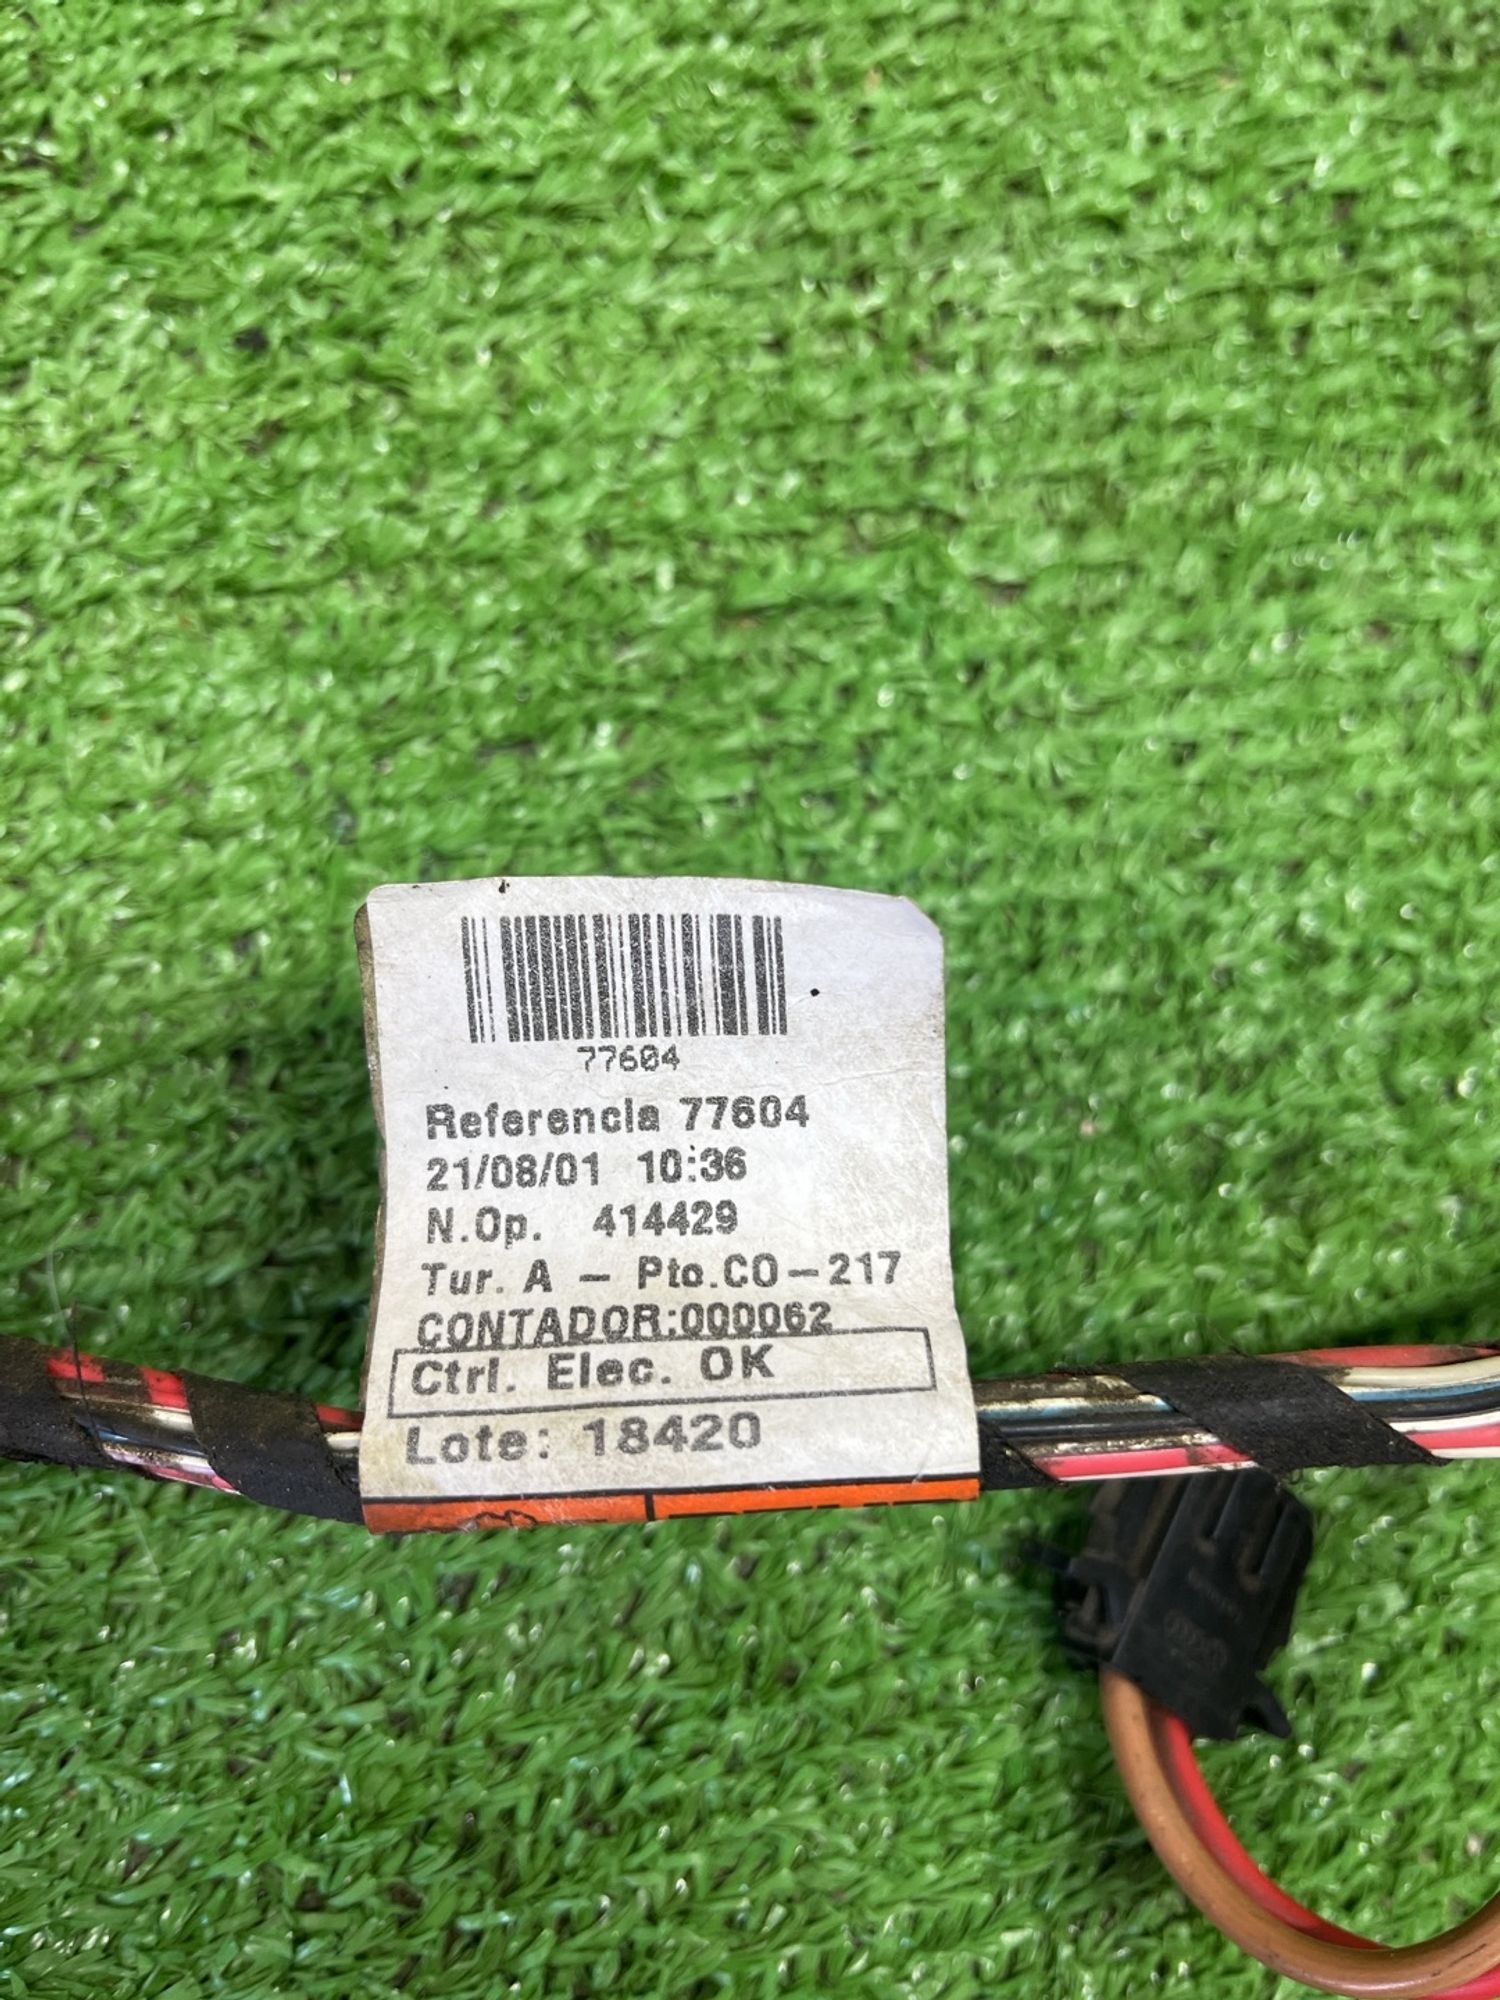 77604
Referencia 77604
21/08/01 10:36
N.Op. 414429
Tur. A - Pto.CO-217
CONTADOR:000062
Ctrl. Elec. OK
Lote: 18420